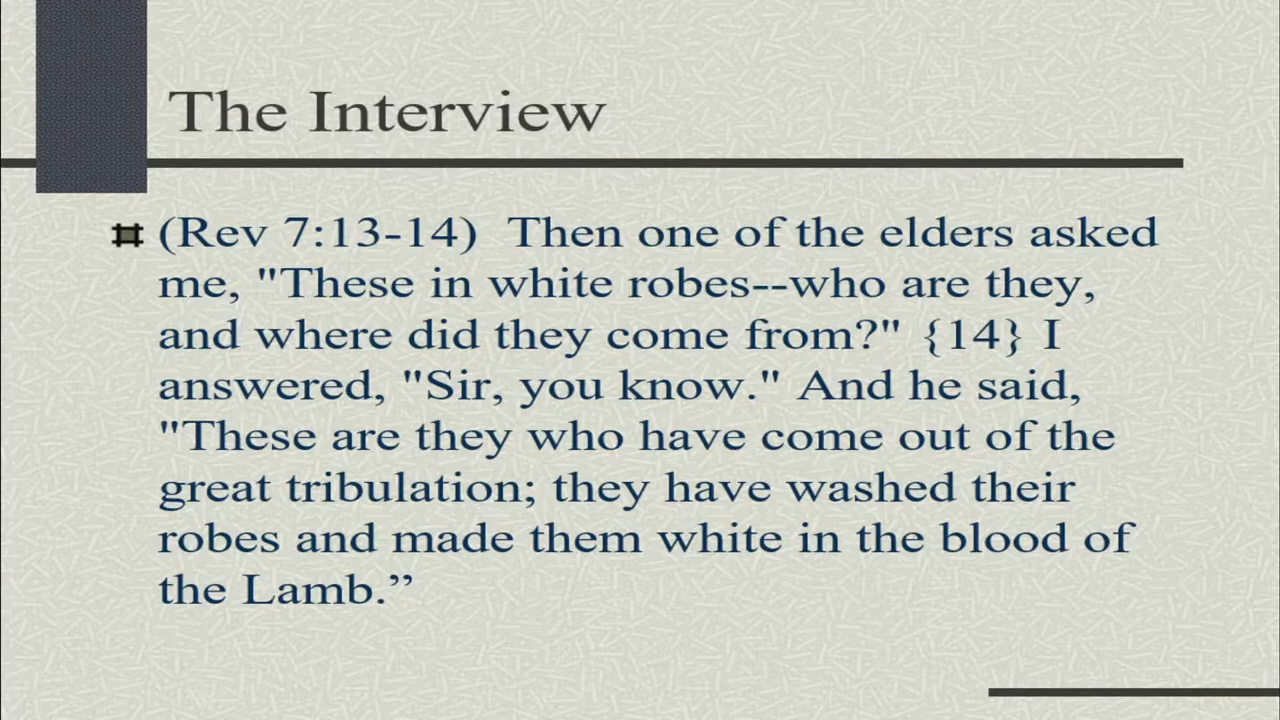 The Interview
(Rev 7:13-14)  Then one of the elders asked
me, "These in white robes--who are they,
and where did they come from?" {14} I
answered, "Sir, you know." And he said,
"These are they who have come out of the
great tribulation; they have washed their
robes and made them white in the blood of
the Lamb.”